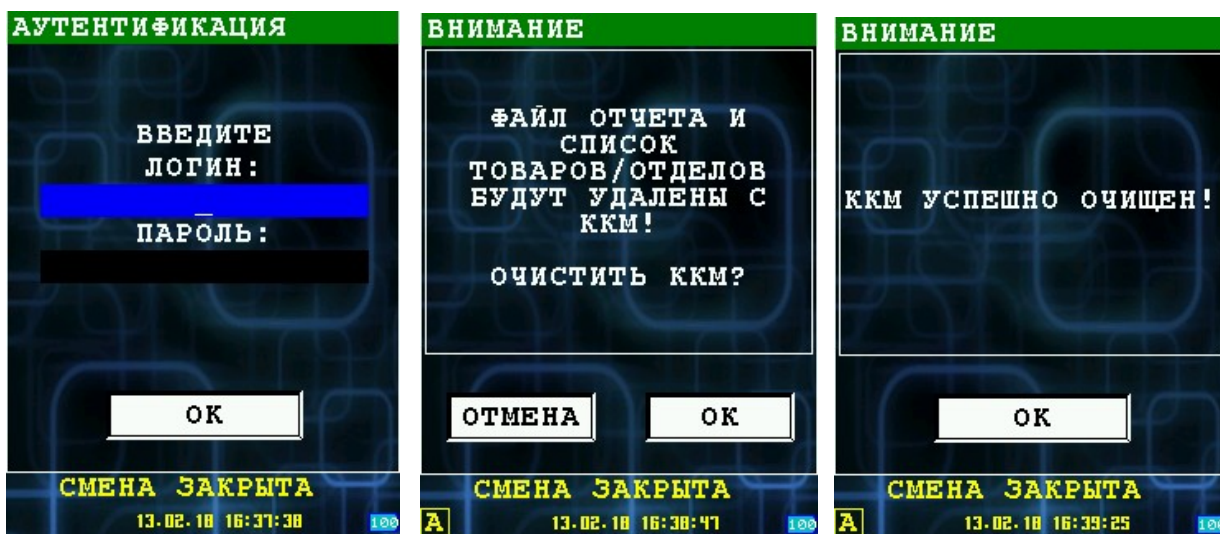 АУТЕНТИФИКАЦИЯ
ВВЕДИТЕ
ЛОГИН:
_
ПАРОЛЬ:
ОК
СМЕНА ЗАКРЫТА
13.02.18 16:37:38 100
ВНИМАНИЕ
ФАЙЛ ОТЧЕТА И
СПИСОК
ТОВАРОВ/ОТДЕЛОВ
БУДУТ УДАЛЕНЫ С
ККМ!
ОЧИСТИТЬ ККМ?
ОТМЕНА ОК
СМЕНА ЗАКРЫТА
А 13.02.18 16:38:47 100
ВНИМАНИЕ
ККМ УСПЕШНО ОЧИЩЕН!
ОК
СМЕНА ЗАКРЫТА
А 13.02.18 16:39:25 100